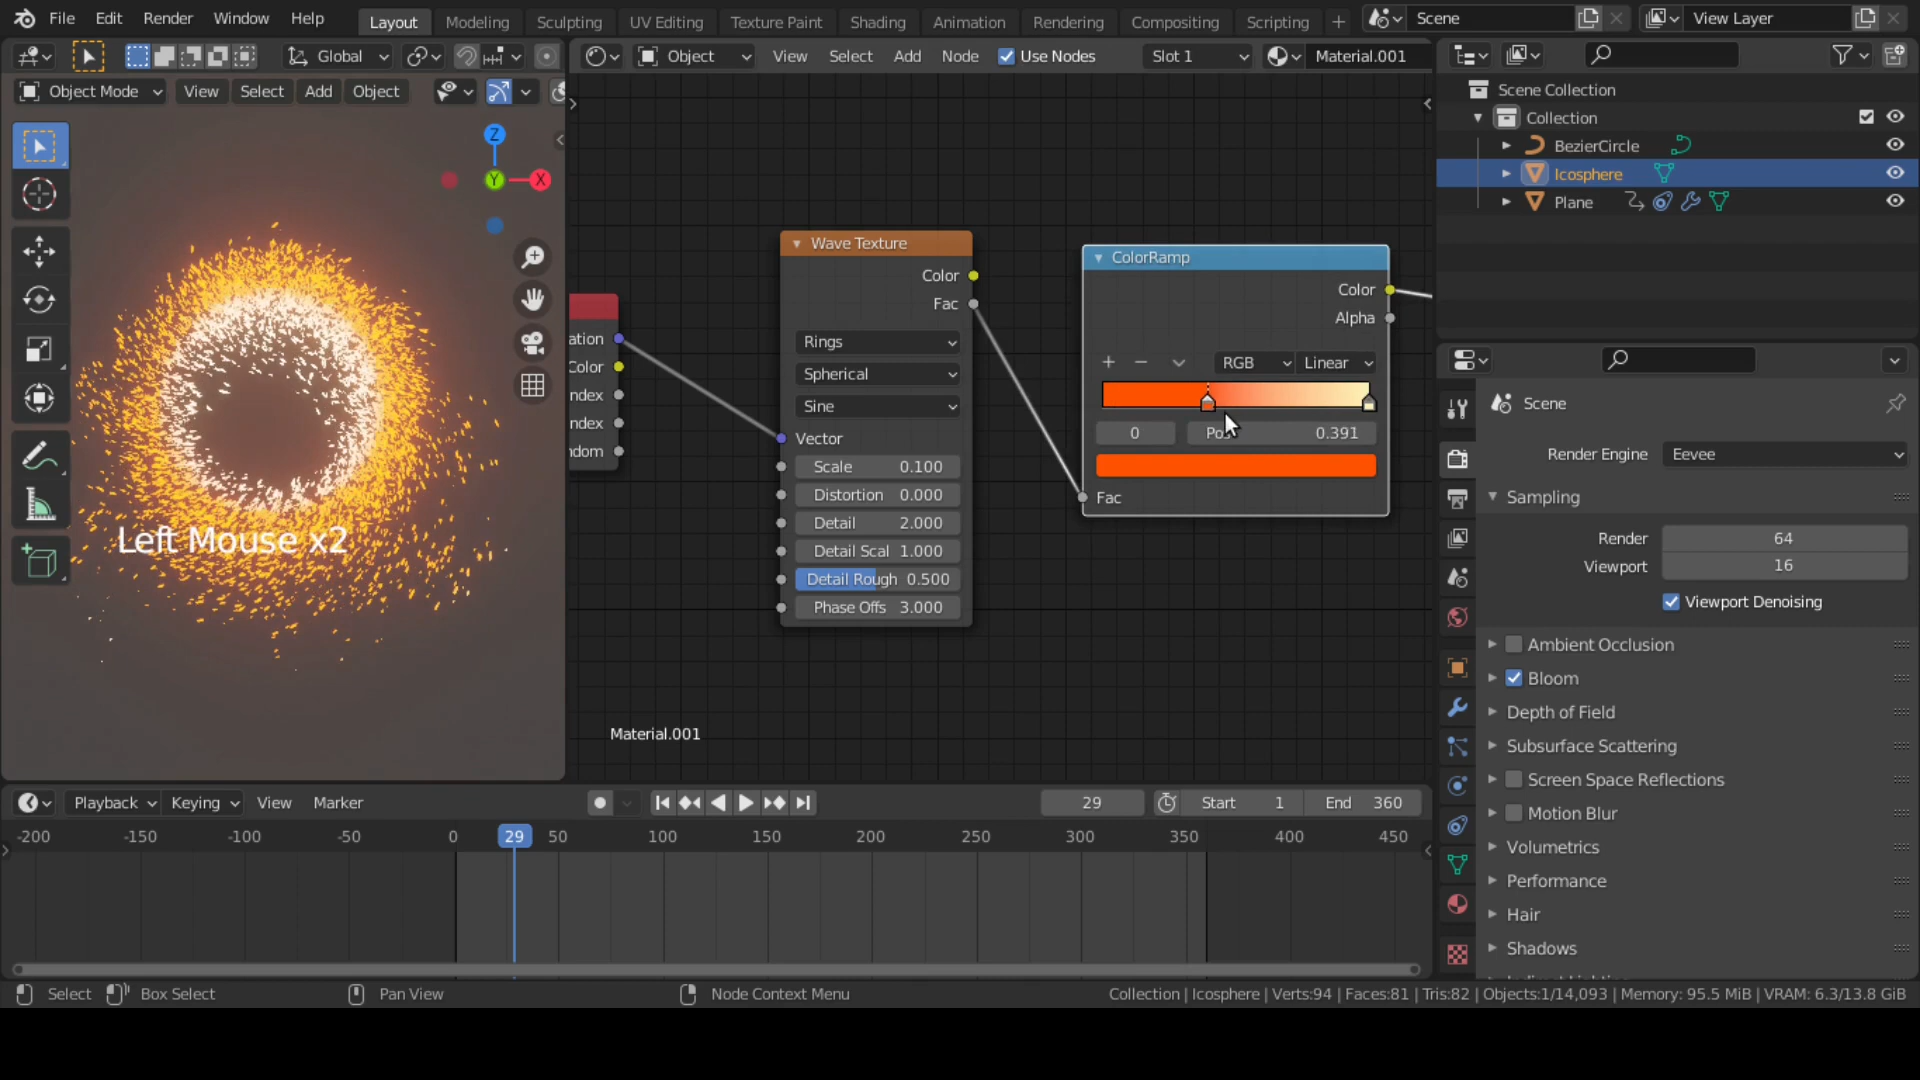 File Edit Render Window Help Layout Modeling Sculpting UV Editing Texture Paint Shading Animation Rendering Compositing Scripting + Scene View Layer
Global Object View Select Add Node Use Nodes Slot 1 Material.001
Object Mode View Select Add Object
Z
Y
X
Left Mouse x2
ation
Color
ndex
ndex
dom
Wave Texture
Color
Fac
Rings
Spherical
Sine
Vector
Scale 0.100
Distortion 0.000
Detail 2.000
Detail Scal 1.000
Detail Rough 0.500
Phase Offs 3.000
ColorRamp
Color
Alpha
+ − RGB Linear
0 Pos 0.391
Fac
Material.001
Scene Collection
Collection
BezierCircle
Icosphere
Plane
Scene
Render Engine Eevee
Sampling
Render 64
Viewport 16
Viewport Denoising
Ambient Occlusion
Bloom
Depth of Field
Subsurface Scattering
Screen Space Reflections
Motion Blur
Volumetrics
Performance
Hair
Shadows
Playback Keying View Marker 29 Start 1 End 360
-200 -150 -100 -50 0 29 50 100 150 200 250 300 350 400 450
Select Box Select Pan View Node Context Menu Collection | Icosphere | Verts:94 | Faces:81 | Tris:82 | Objects:1/14,093 | Memory: 95.5 MiB | VRAM: 6.3/13.8 GiB